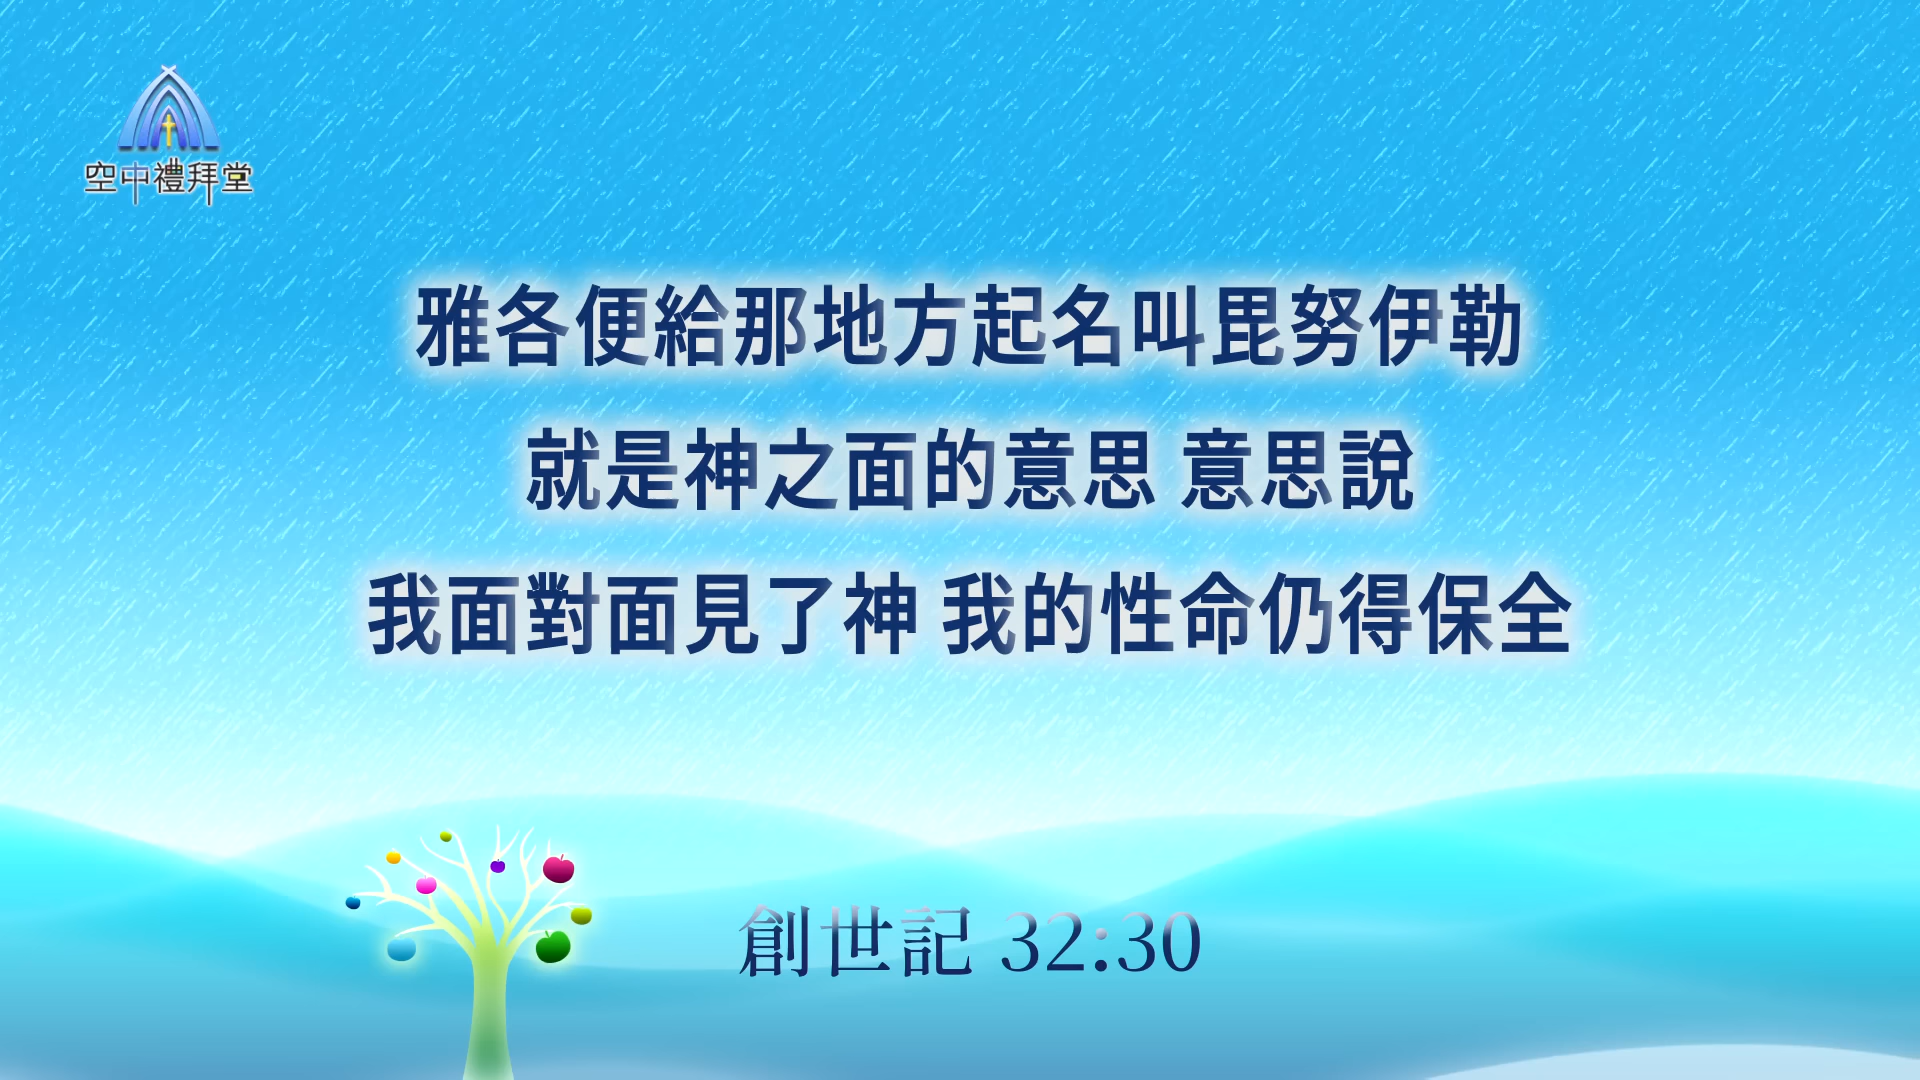 空中禮拜堂
雅各便給那地方起名叫毘努伊勒
就是神之面的意思 意思說
我面對面見了神 我的性命仍得保全
創世記 32:30